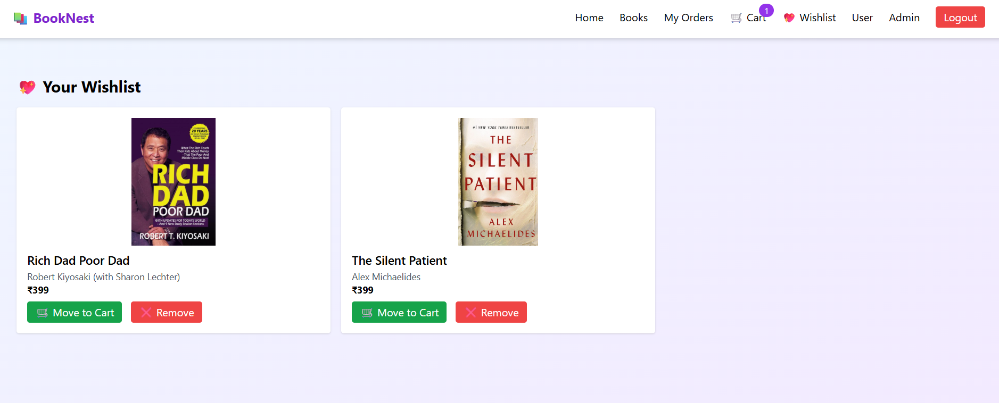 BookNest
Home Books My Orders Cart 1 Wishlist User Admin Logout
Your Wishlist
CELEBRATING
20 YEARS
What The Rich Teach
Their Kids About Money
- That The Poor And
Middle Class Do Not!
RICH
DAD
POOR DAD
WITH UPDATES FOR TODAYS WORLD
- And 9 New Study Session Sections
ROBERT T. KIYOSAKI
Rich Dad Poor Dad
Robert Kiyosaki (with Sharon Lechter)
₹399
Move to Cart Remove
#1 NEW YORK TIMES BESTSELLER
THE
SILENT
PATIENT
ALEX
MICHAELIDES
The Silent Patient
Alex Michaelides
₹399
Move to Cart Remove